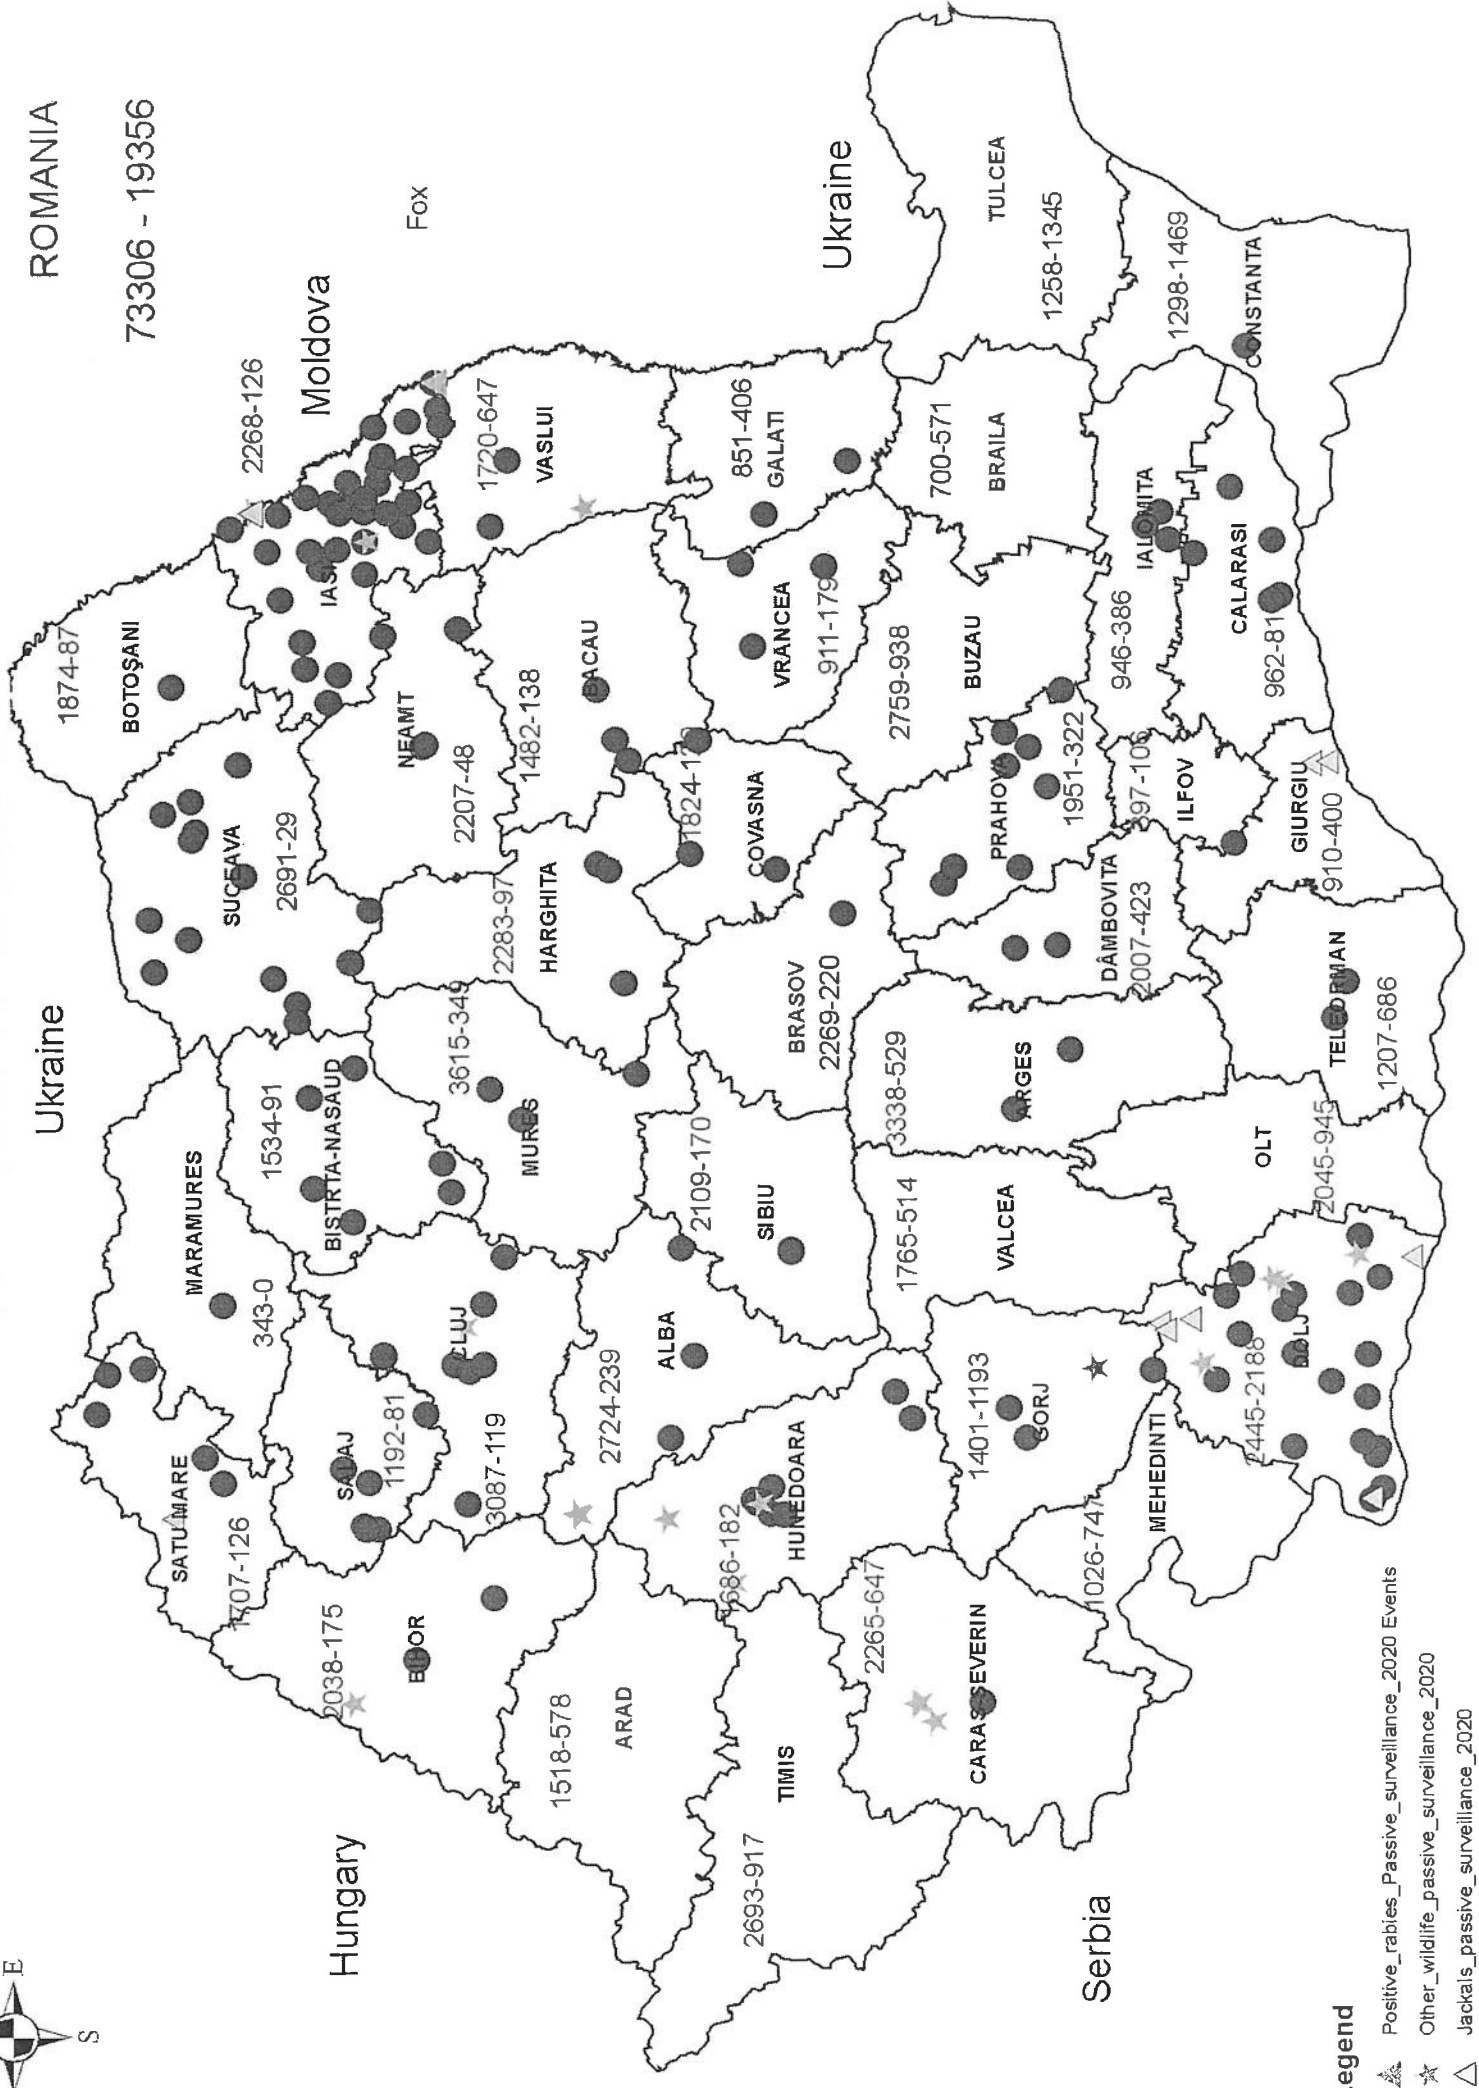 ROMANIA
73306 - 19356
Fox
E
S
Ukraine
Moldova
Ukraine
Hungary
Serbia
2268-126
1874-87
BOTOŞANI
SUCEAVA
2691-29
MARAMURES
343-0
SATU MARE
1707-126
1534-91
BISTRTA-NASAUD
SALAJ
1192-81
CLUJ
3087-119
2038-175
BIHOR
NEAMT
2207-48
1720-647
VASLUI
BACAU
1482-138
2283-97
HARGHITA
3615-349
MURES
ALBA
2724-239
1518-578
ARAD
851-406
GALATI
VRANCEA
911-179
COVASNA
BRASOV
2269-220
2109-170
SIBIU
HUNEDOARA
TIMIS
2693-917
2265-647
700-571
BRAILA
TULCEA
1258-1345
2759-938
BUZAU
PRAHOVA
1951-322
DÂMBOVITA
2007-423
3338-529
ARGES
1765-514
VALCEA
1401-1193
GORJ
1026-747
MEHEDINTI
1298-1469
CONSTANTA
IALOMITA
946-386
CALARASI
962-81
ILFOV
GIURGIU
910-400
TELEORMAN
1207-686
OLT
2045-945
DOLJ
2445-2188
egend
Positive_rabies_Passive_surveillance_2020 Events
Other_wildlife_passive_surveillance_2020
Jackals_passive_surveillance_2020